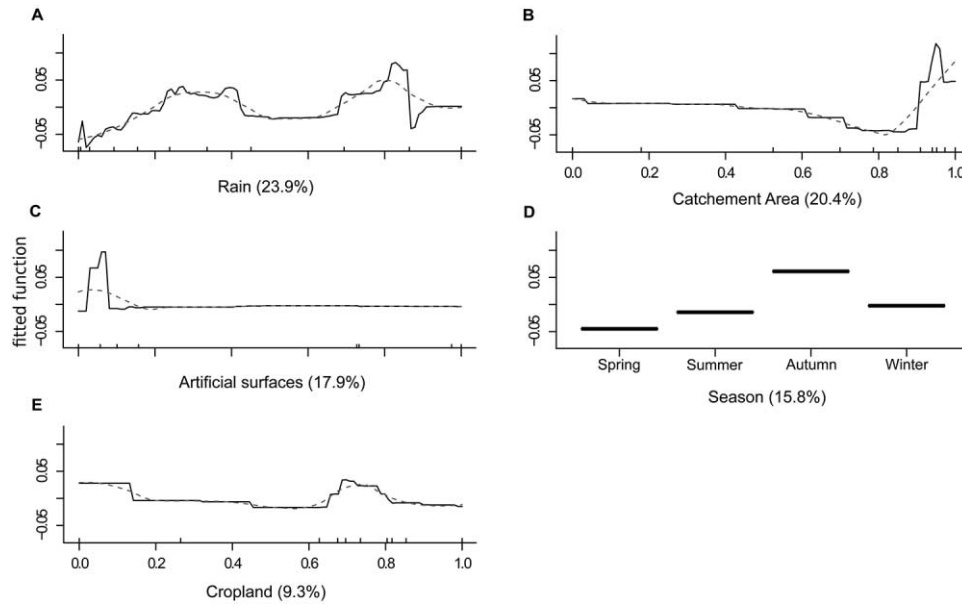 A
0.05
−0.05
Rain (23.9%)
B
0.05
−0.05
0.0 0.2 0.4 0.6 0.8 1.0
Catchement Area (20.4%)
C
fitted function
0.05
−0.05
Artificial surfaces (17.9%)
D
0.05
−0.05
Spring Summer Autumn Winter
Season (15.8%)
E
0.05
−0.05
0.0 0.2 0.4 0.6 0.8 1.0
Cropland (9.3%)